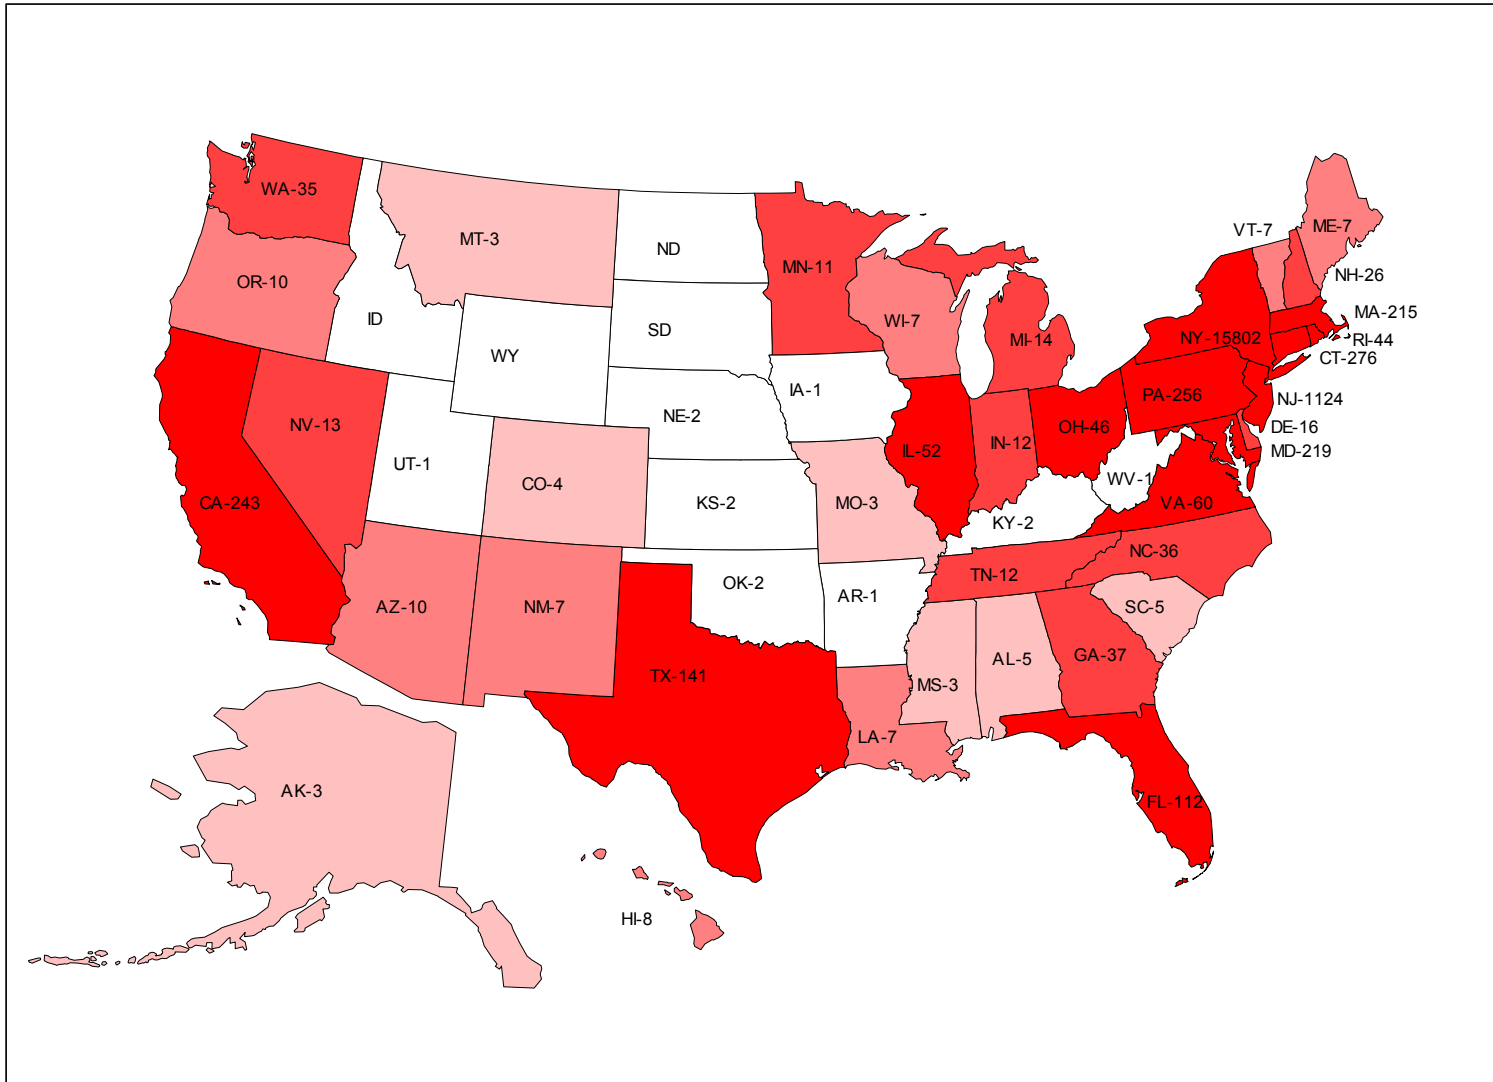 WA-35
MT-3
ND
MN-11
VT-7
ME-7
OR-10
ID
SD
WI-7
MI-14
NH-26
NY-15802
MA-215
RI-44
CT-276
WY
NE-2
IA-1
PA-256
NJ-1124
NV-13
UT-1
CO-4
KS-2
MO-3
IL-52
IN-12
OH-46
WV-1
DE-16
MD-219
CA-243
KY-2
VA-60
AZ-10
NM-7
OK-2
AR-1
TN-12
NC-36
TX-141
LA-7
MS-3
AL-5
GA-37
SC-5
AK-3
HI-8
FL-112